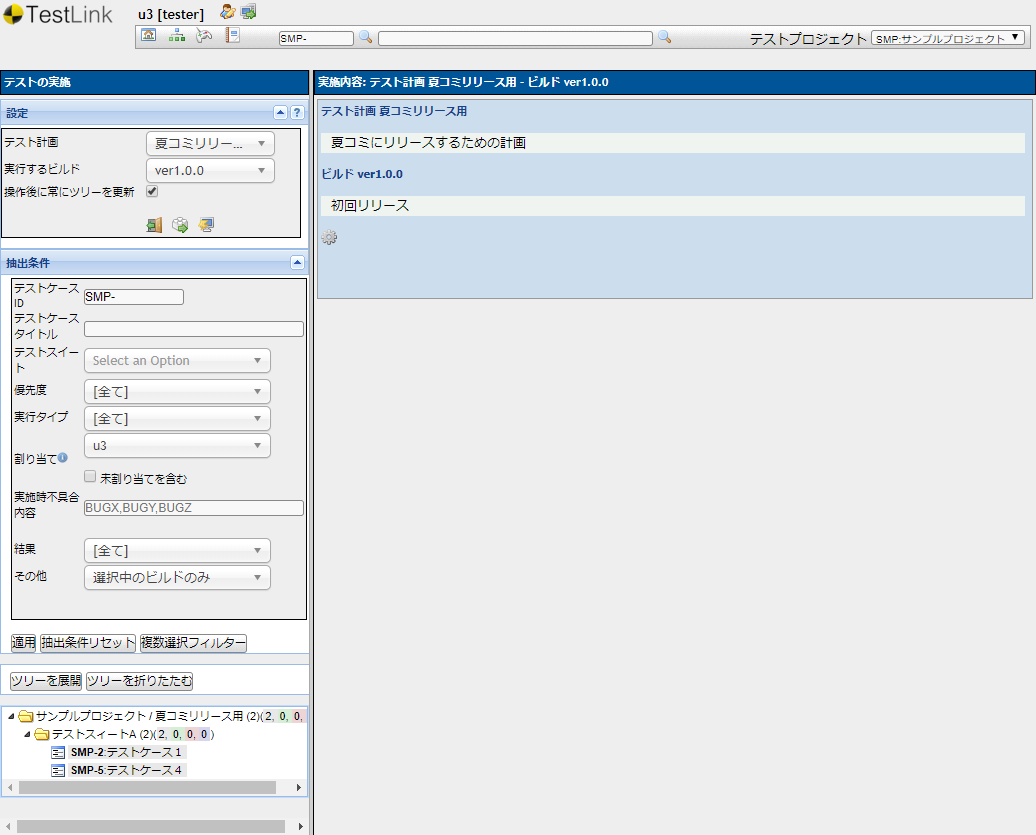 TestLink
u3 [tester]
SMP-
テストプロジェクト
SMP:サンプルプロジェクト
テストの実施
設定
テスト計画
夏コミリリー...
実行するビルド
ver1.0.0
操作後に常にツリーを更新
抽出条件
テストケース
ID
SMP-
テストケース
タイトル
テストスイー
ト
Select an Option
優先度
[全て]
実行タイプ
[全て]
割り当て
u3
未割り当てを含む
実施時不具合
内容
BUGX,BUGY,BUGZ
結果
[全て]
その他
選択中のビルドのみ
適用
抽出条件リセット
複数選択フィルター
ツリーを展開
ツリーを折りたたむ
サンプルプロジェクト / 夏コミリリース用 (2)(2, 0, 0,
テストスィートA (2)(2, 0, 0, 0 )
SMP-2:テストケース１
SMP-5:テストケース４
実施内容: テスト計画 夏コミリリース用 - ビルド ver1.0.0
テスト計画 夏コミリリース用
夏コミにリリースするための計画
ビルド ver1.0.0
初回リリース